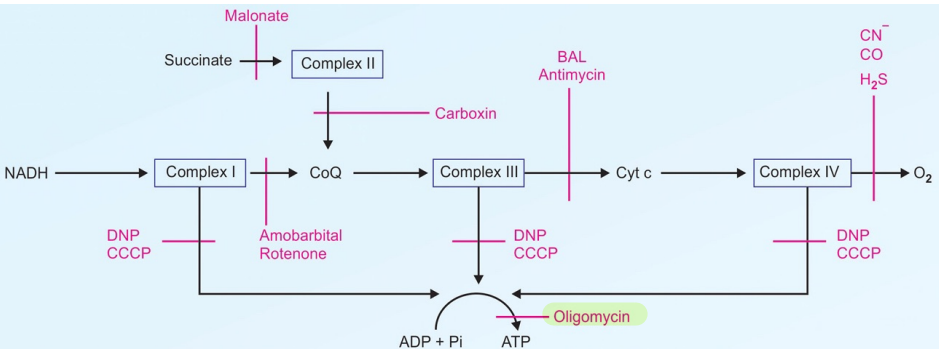 Malonate
Succinate
Complex II
Carboxin
BAL
Antimycin
CN⁻
CO
H₂S
NADH
Complex I
CoQ
Complex III
Cyt c
Complex IV
O₂
DNP
CCCP
Amobarbital
Rotenone
DNP
CCCP
DNP
CCCP
Oligomycin
ADP + Pi
ATP